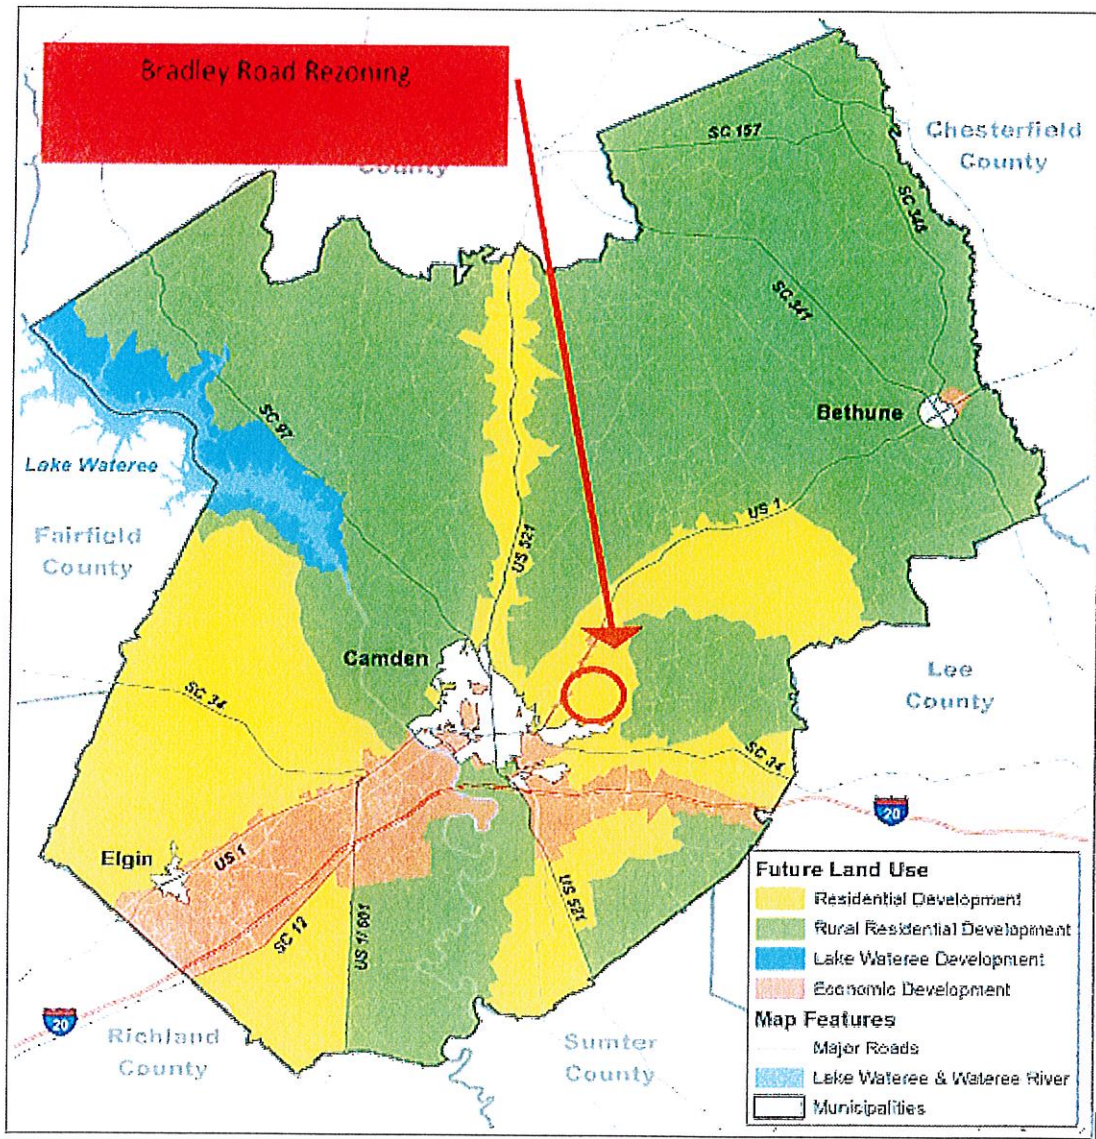 Bradley Road Rezoning
County
Chesterfield
County
SC 157
SC 341
SC 97
Bethune
Lake Wateree
US 1
Fairfield
County
US 521
Camden
Lee
County
SC 34
SC 34
20
Elgin
US 1
US 521
SC 12
US 1/ 601
20
Richland
County
Sumter
County
Future Land Use
Residential Development
Rural Residential Development
Lake Wateree Development
Economic Development
Map Features
Major Roads
Lake Wateree & Wateree River
Municipalities